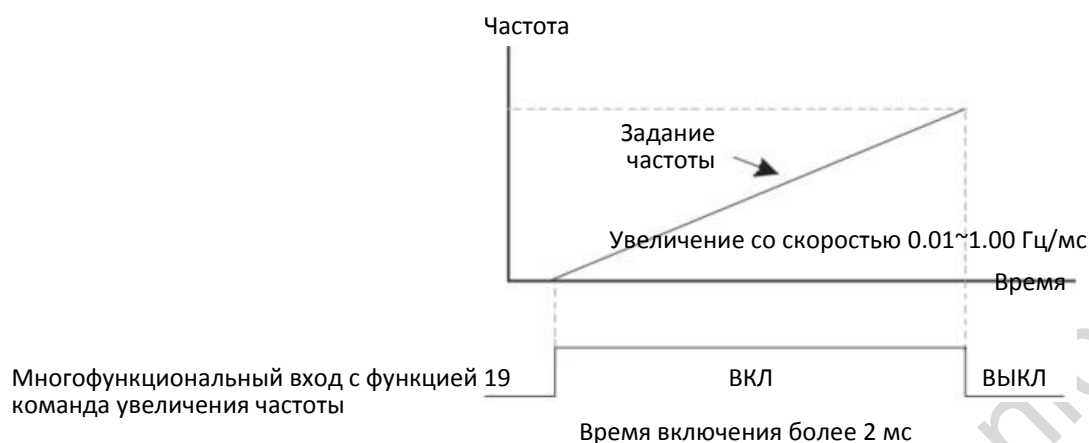 Частота
Задание
частоты
Увеличение со скоростью 0.01~1.00 Гц/мс
Время
Многофункциональный вход с функцией 19
команда увеличения частоты
ВКЛ
ВЫКЛ
Время включения более 2 мс